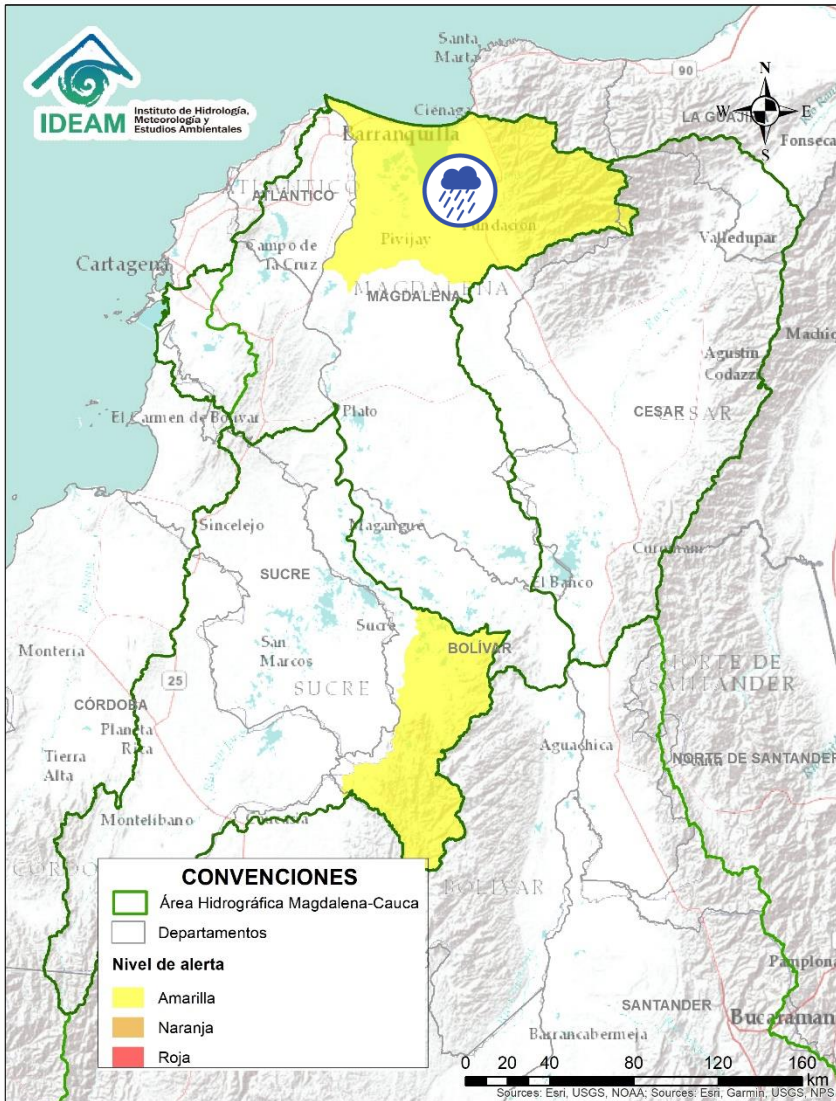 IDEAM
Instituto de Hidrología,
Meteorología y
Estudios Ambientales
Santa
Marta
90
N
W
E
S
Ciénaga
LA GUAJI
Fonseca
Barranquilla
ATLÁNTICO
ATLANTICO
Fundación
Pivijay
Valledupar
Campo de
la Cruz
Cartagena
MAGDALENA
MAGDALENA
Agustín
Codazzi
CESAR
CESAR
El Carmen de Bolívar
Plato
Sincelejo
Magangué
Curumaní
El Banco
SUCRE
Sucre
BOLÍVAR
San
Marcos
Montería
SUCRE
NORTE DE
SANTANDER
25
CÓRDOBA
Planeta
Rica
Aguachica
Tierra
Alta
NORTE DE SANTANDER
Montelíbano
BOLÍVAR
CONVENCIONES
Área Hidrográfica Magdalena-Cauca
Departamentos
Nivel de alerta
Amarilla
Naranja
Roja
Pamplona
SANTANDER
Bucaraman
Barrancabermeja
0 20 40 80 120 160
km
Sources: Esri, USGS, NOAA; Sources: Esri, Garmin, USGS, NPS